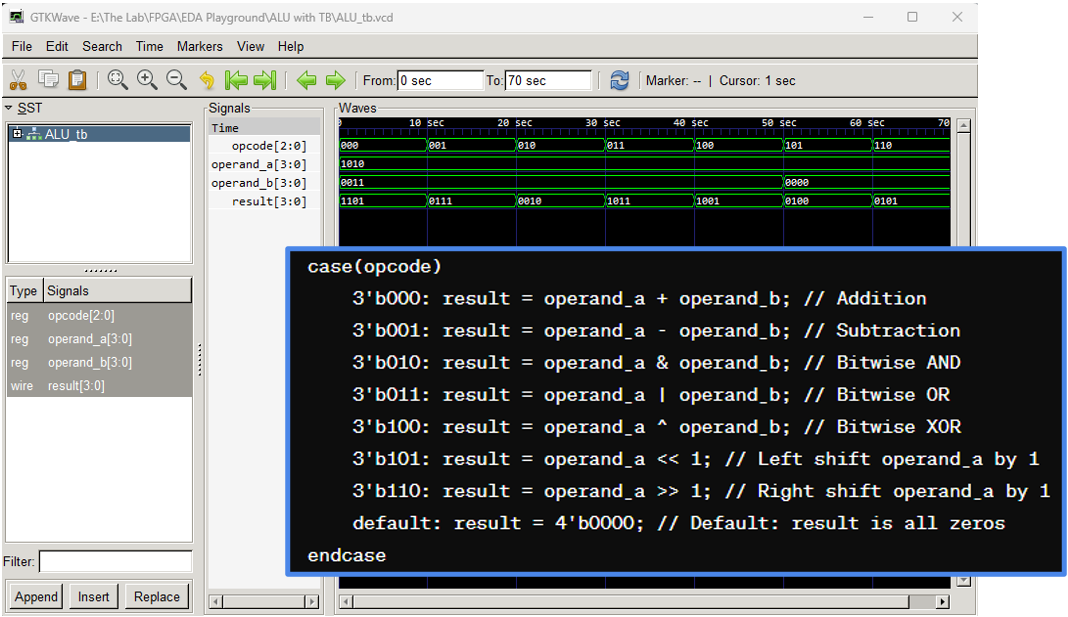 GTKWave - E:\The Lab\FPGA\EDA Playground\ALU with TB\ALU_tb.vcd
File Edit Search Time Markers View Help
From: 0 sec To: 70 sec Marker: -- | Cursor: 1 sec
SST
ALU_tb
Type Signals
reg opcode[2:0]
reg operand_a[3:0]
reg operand_b[3:0]
wire result[3:0]
Filter:
Append Insert Replace
Signals
Time
opcode[2:0]
operand_a[3:0]
operand_b[3:0]
result[3:0]
Waves
0 10 sec 20 sec 30 sec 40 sec 50 sec 60 sec 70
000 001 010 011 100 101 110
1010
0011 0000
1101 0111 0010 1011 1001 0100 0101
case(opcode)
3'b000: result = operand_a + operand_b; // Addition
3'b001: result = operand_a - operand_b; // Subtraction
3'b010: result = operand_a & operand_b; // Bitwise AND
3'b011: result = operand_a | operand_b; // Bitwise OR
3'b100: result = operand_a ^ operand_b; // Bitwise XOR
3'b101: result = operand_a << 1; // Left shift operand_a by 1
3'b110: result = operand_a >> 1; // Right shift operand_a by 1
default: result = 4'b0000; // Default: result is all zeros
endcase